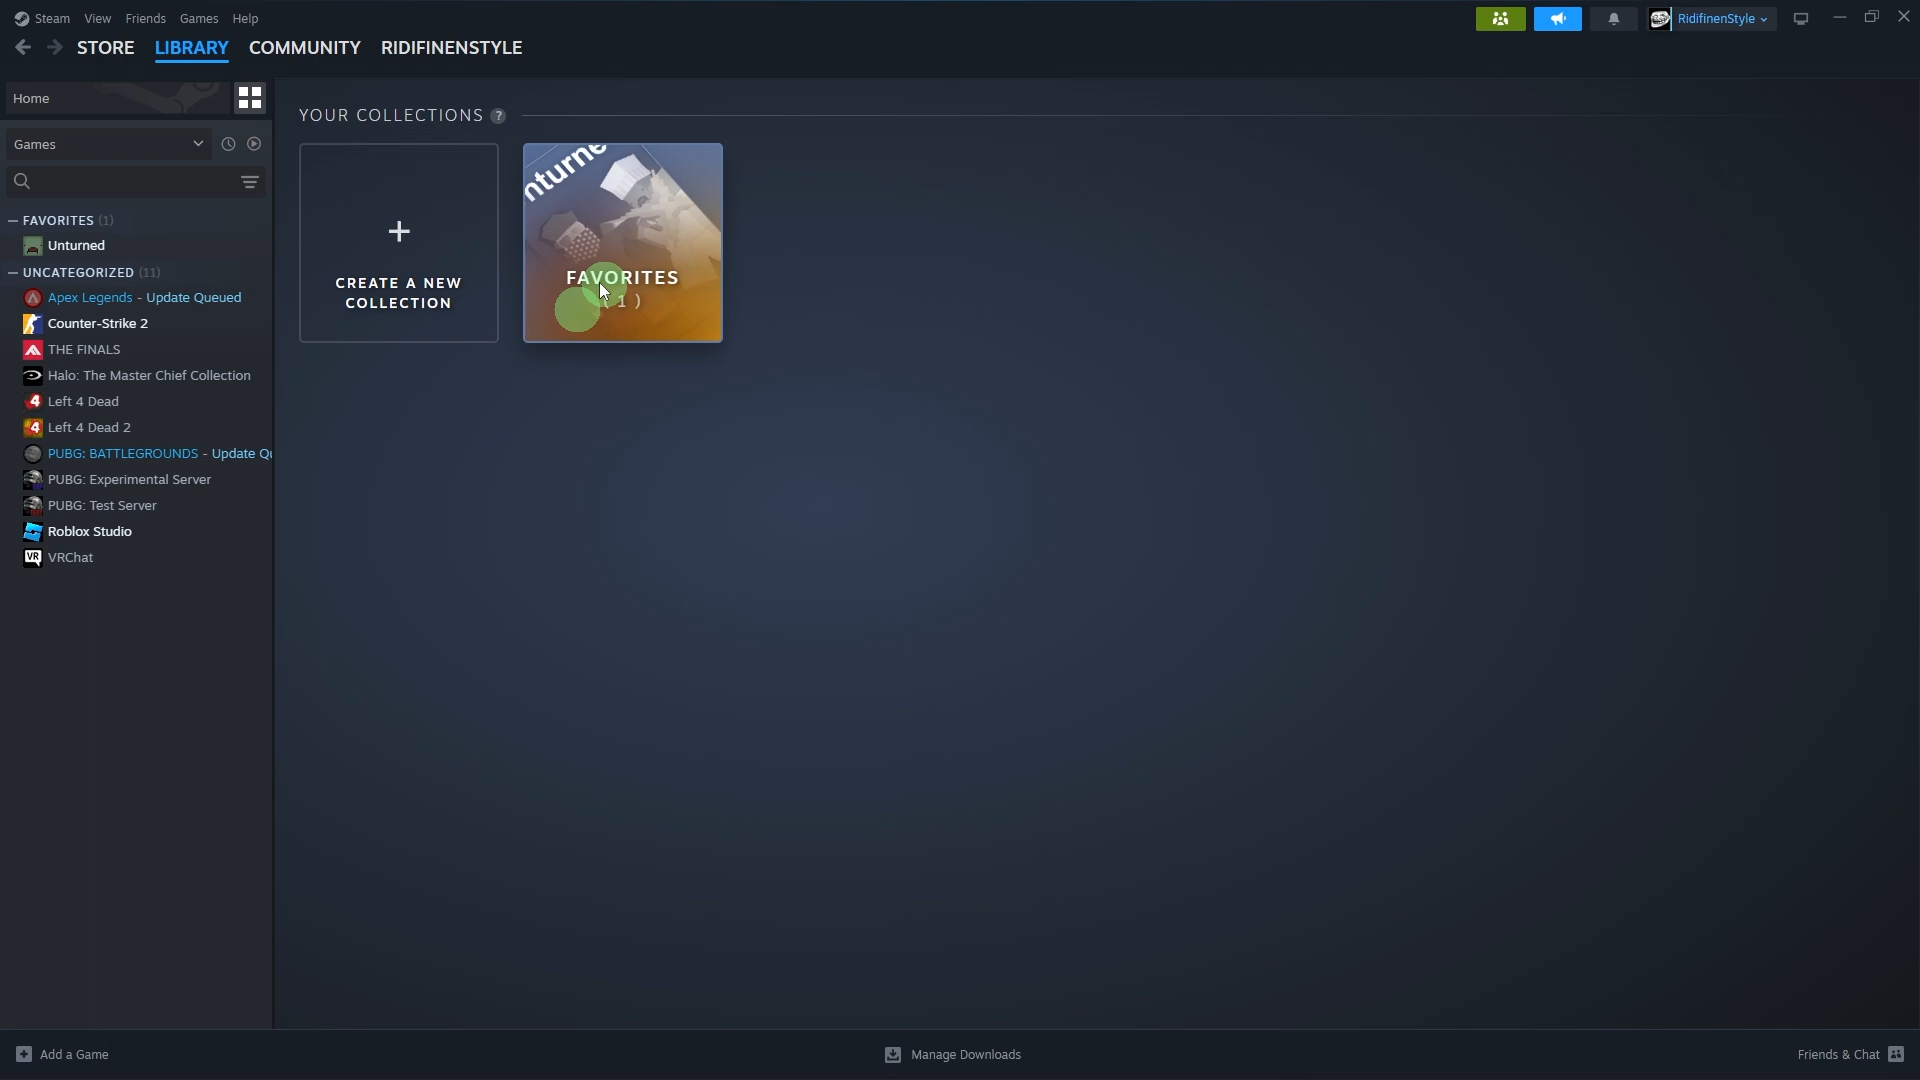 Steam View Friends Games Help
RidifinenStyle
STORE LIBRARY COMMUNITY RIDIFINENSTYLE
Home
YOUR COLLECTIONS ?
Games
nturne
FAVORITES (1)
Unturned
UNCATEGORIZED (11)
Apex Legends - Update Queued
Counter-Strike 2
THE FINALS
Halo: The Master Chief Collection
Left 4 Dead
Left 4 Dead 2
PUBG: BATTLEGROUNDS - Update Qu
PUBG: Experimental Server
PUBG: Test Server
Roblox Studio
VRChat
+
CREATE A NEW
COLLECTION
FAVORITES
( 1 )
Add a Game
Manage Downloads
Friends & Chat